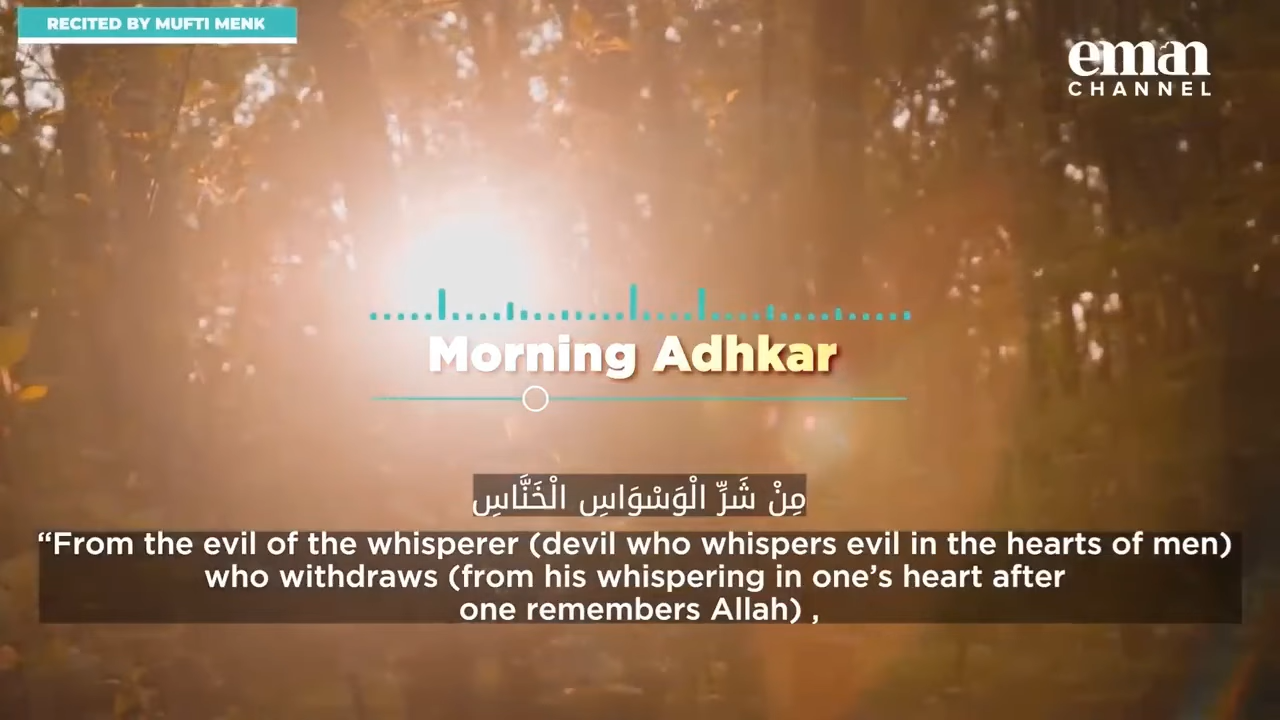 RECITED BY MUFTI MENK
eman
CHANNEL
Morning Adhkar
مِنْ شَرِّ الْوَسْوَاسِ الْخَنَّاسِ
“From the evil of the whisperer (devil who whispers evil in the hearts of men)
who withdraws (from his whispering in one’s heart after
one remembers Allah) ,